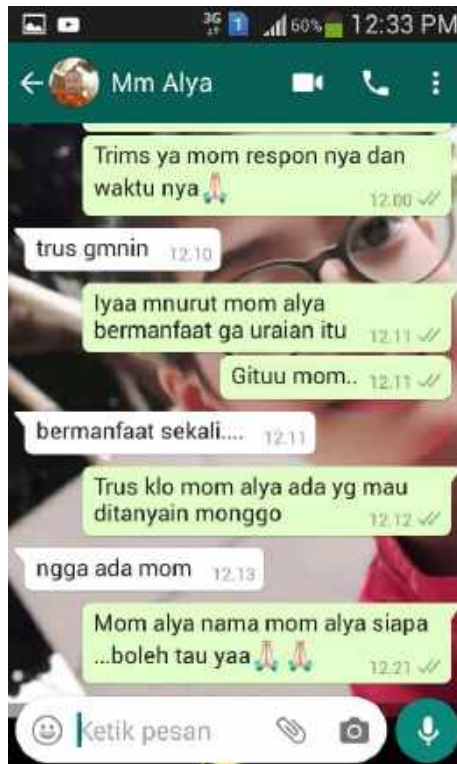 3G 1 60% 12:33 PM
Mm Alya
Trims ya mom respon nya dan
waktu nya🙏🏻 12.00
trus gmnin 12.10
Iyaa mnurut mom alya
bermanfaat ga uraian itu 12.11
Gituu mom.. 12.11
bermanfaat sekali.... 12.11
Trus klo mom alya ada yg mau
ditanyain monggo 12.12
ngga ada mom 12.13
Mom alya nama mom alya siapa
...boleh tau yaa🙏🏻 🙏🏻 12.21
Ketik pesan